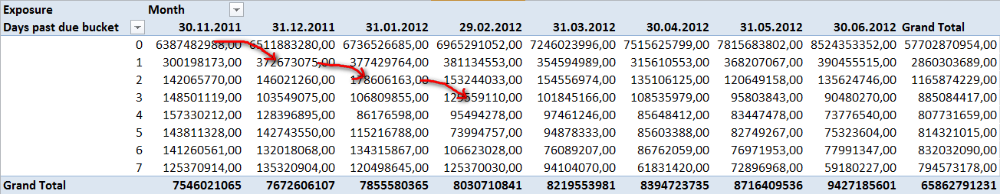 Exposure Month
Days past due bucket 30.11.2011 31.12.2011 31.01.2012 29.02.2012 31.03.2012 30.04.2012 31.05.2012 30.06.2012 Grand Total
0 6387482988,00 6511883280,00 6736526685,00 6965291052,00 7246023996,00 7515625799,00 7815683802,00 8524353352,00 57702870954,00
1 300198173,00 372673075,00 377429764,00 381134553,00 354594989,00 315610553,00 368207067,00 390455515,00 2860303689,00
2 142065770,00 146021260,00 178606163,00 153244033,00 154556974,00 135106125,00 120649158,00 135624746,00 1165874229,00
3 148501119,00 103549075,00 106809855,00 129559110,00 101845166,00 108535979,00 95803843,00 90480270,00 885084417,00
4 157330212,00 128396895,00 86176598,00 95494278,00 97461246,00 85648412,00 83447478,00 73776540,00 807731659,00
5 143811328,00 142743550,00 115216788,00 73994757,00 94878333,00 85603388,00 82749267,00 75323604,00 814321015,00
6 141260561,00 132018068,00 134315867,00 106623028,00 76089207,00 86762059,00 76971953,00 77991347,00 832032090,00
7 125370914,00 135320904,00 120498645,00 125370030,00 94104070,00 61831420,00 72896968,00 59180227,00 794573178,00
Grand Total 7546021065 7672606107 7855580365 8030710841 8219553981 8394723735 8716409536 9427185601 65862791231